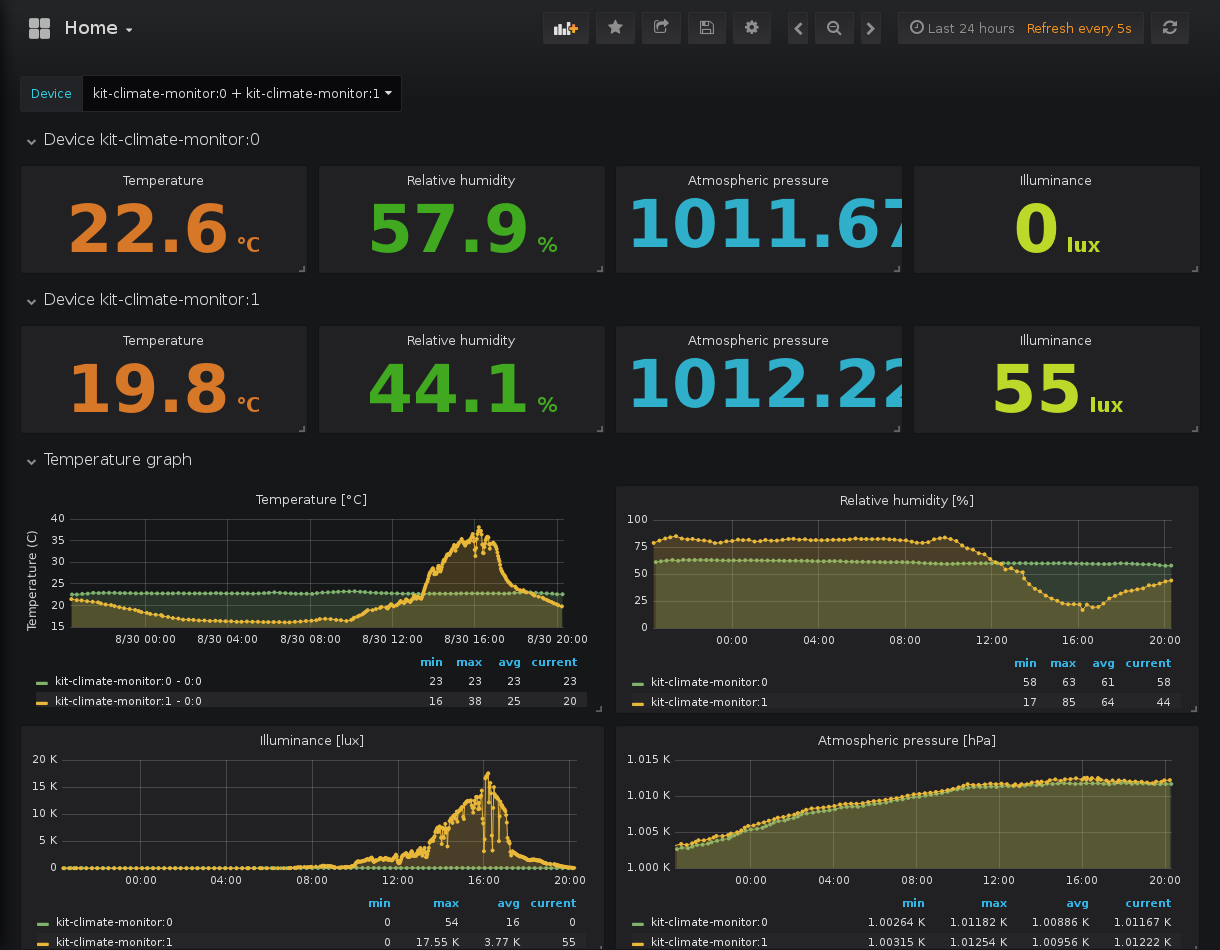 Home
Last 24 hours Refresh every 5s
Device kit-climate-monitor:0 + kit-climate-monitor:1
Device kit-climate-monitor:0
Temperature Relative humidity Atmospheric pressure Illuminance
22.6 °C 57.9 % 1011.67 0 lux
Device kit-climate-monitor:1
Temperature Relative humidity Atmospheric pressure Illuminance
19.8 °C 44.1 % 1012.22 55 lux
Temperature graph
Temperature [°C]
Temperature (C)
40
35
30
25
20
15
8/30 00:00 8/30 04:00 8/30 08:00 8/30 12:00 8/30 16:00 8/30 20:00
min max avg current
kit-climate-monitor:0 - 0:0 23 23 23 23
kit-climate-monitor:1 - 0:0 16 38 25 20
Relative humidity [%]
100
75
50
25
0
00:00 04:00 08:00 12:00 16:00 20:00
min max avg current
kit-climate-monitor:0 58 63 61 58
kit-climate-monitor:1 17 85 64 44
Illuminance [lux]
20 K
15 K
10 K
5 K
0
00:00 04:00 08:00 12:00 16:00 20:00
min max avg current
kit-climate-monitor:0 0 54 16 0
kit-climate-monitor:1 0 17.55 K 3.77 K 55
Atmospheric pressure [hPa]
1.015 K
1.010 K
1.005 K
1.000 K
00:00 04:00 08:00 12:00 16:00 20:00
min max avg current
kit-climate-monitor:0 1.00264 K 1.01182 K 1.00886 K 1.01167 K
kit-climate-monitor:1 1.00315 K 1.01254 K 1.00956 K 1.01222 K